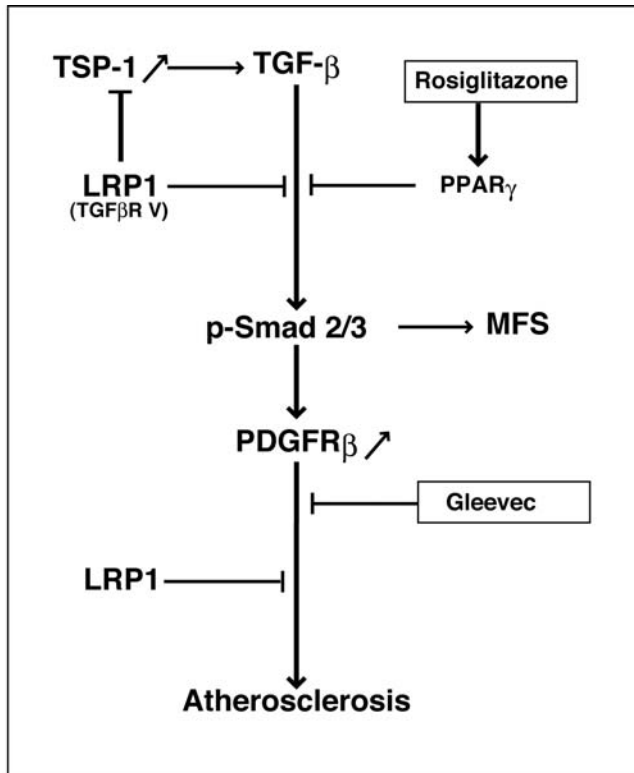 TSP-1
TGF-β
Rosiglitazone
LRP1
(TGFβR V)
PPARγ
p-Smad 2/3
MFS
PDGFRβ
Gleevec
LRP1
Atherosclerosis